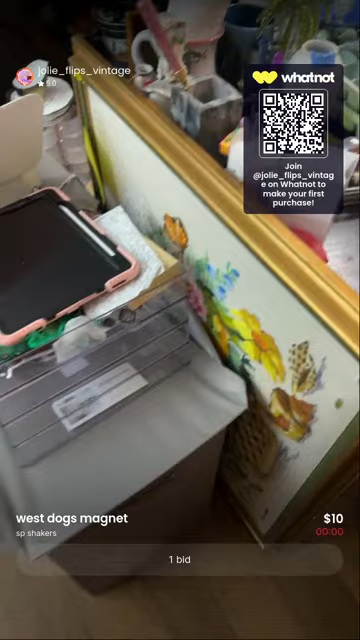 jolie_flips_vintage
5.0
whatnot
Join
@jolie_flips_vintag
e on Whatnot to
make your first
purchase!
west dogs magnet
$10
sp shakers
00:00
1 bid